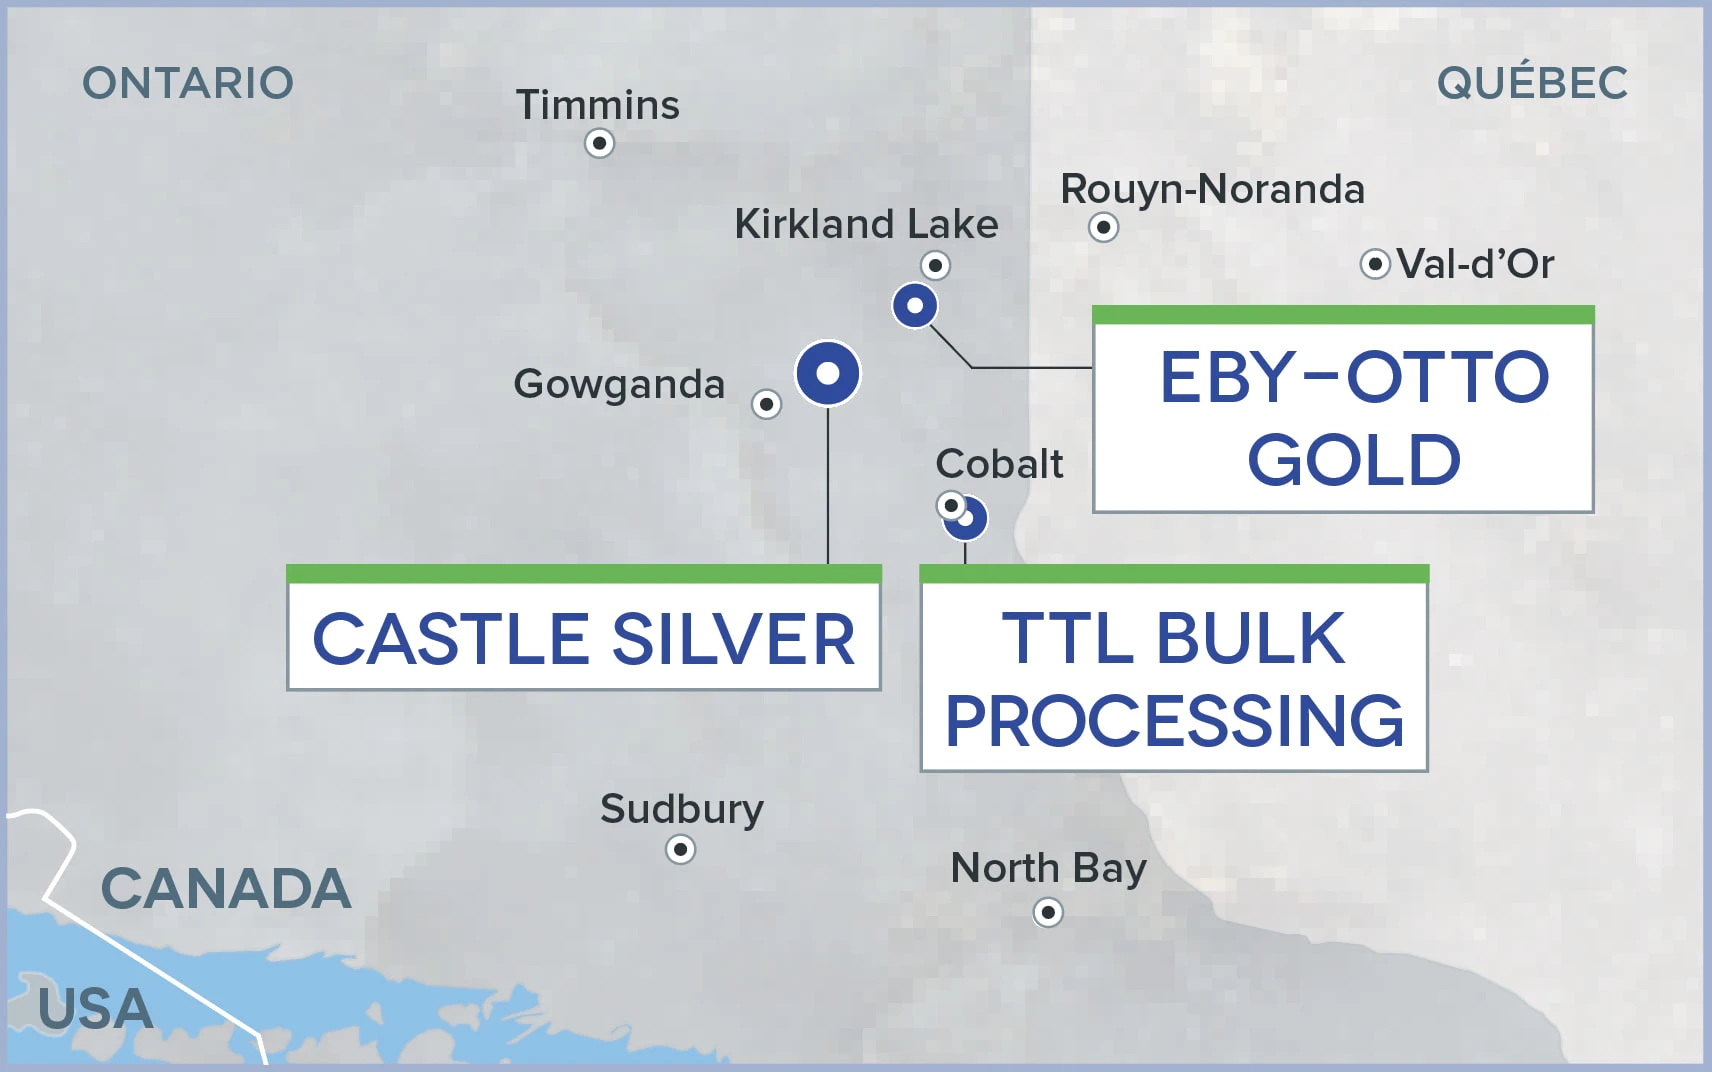 ONTARIO
QUÉBEC
Timmins
Rouyn-Noranda
Kirkland Lake
Val-d’Or
EBY–OTTO
GOLD
Gowganda
Cobalt
CASTLE SILVER
TTL BULK
PROCESSING
Sudbury
North Bay
CANADA
USA